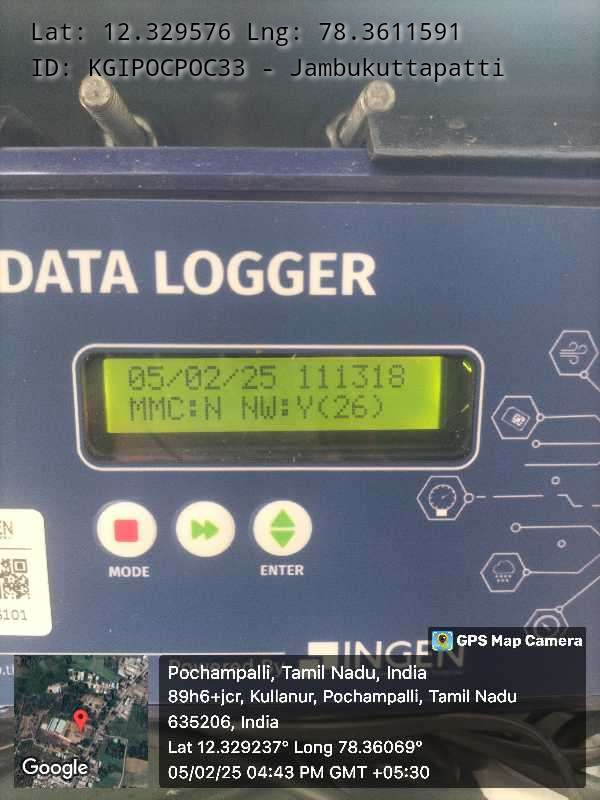 Lat: 12.329576 Lng: 78.3611591
ID: KGIPOCPOC33 - Jambukuttapatti
DATA LOGGER
05/02/25 111318
MMC:N NW:Y(26)
MODE
ENTER
INGEN
GPS Map Camera
Pochampalli, Tamil Nadu, India
89h6+jcr, Kullanur, Pochampalli, Tamil Nadu
635206, India
Lat 12.329237° Long 78.36069°
05/02/25 04:43 PM GMT +05:30
Google